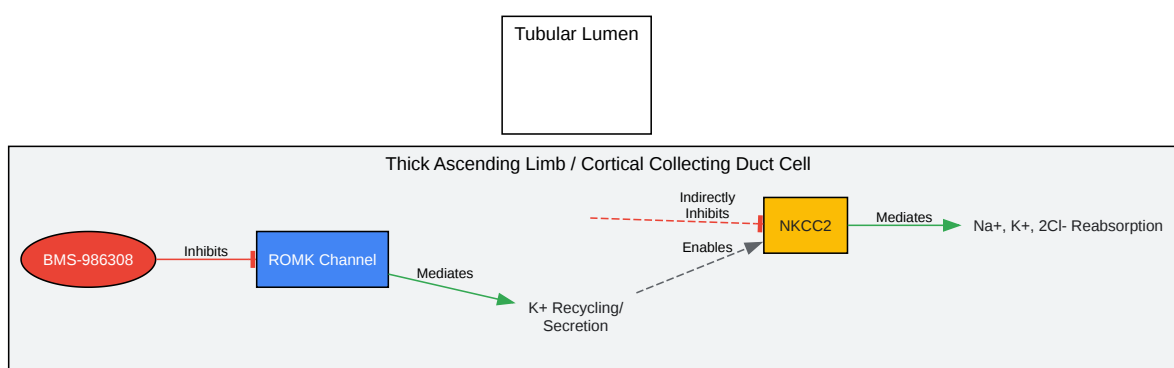 Tubular Lumen
Thick Ascending Limb / Cortical Collecting Duct Cell
Indirectly
Inhibits
NKCC2
Mediates
Na+, K+, 2Cl- Reabsorption
Enables
BMS-986308
Inhibits
ROMK Channel
Mediates
K+ Recycling/
Secretion